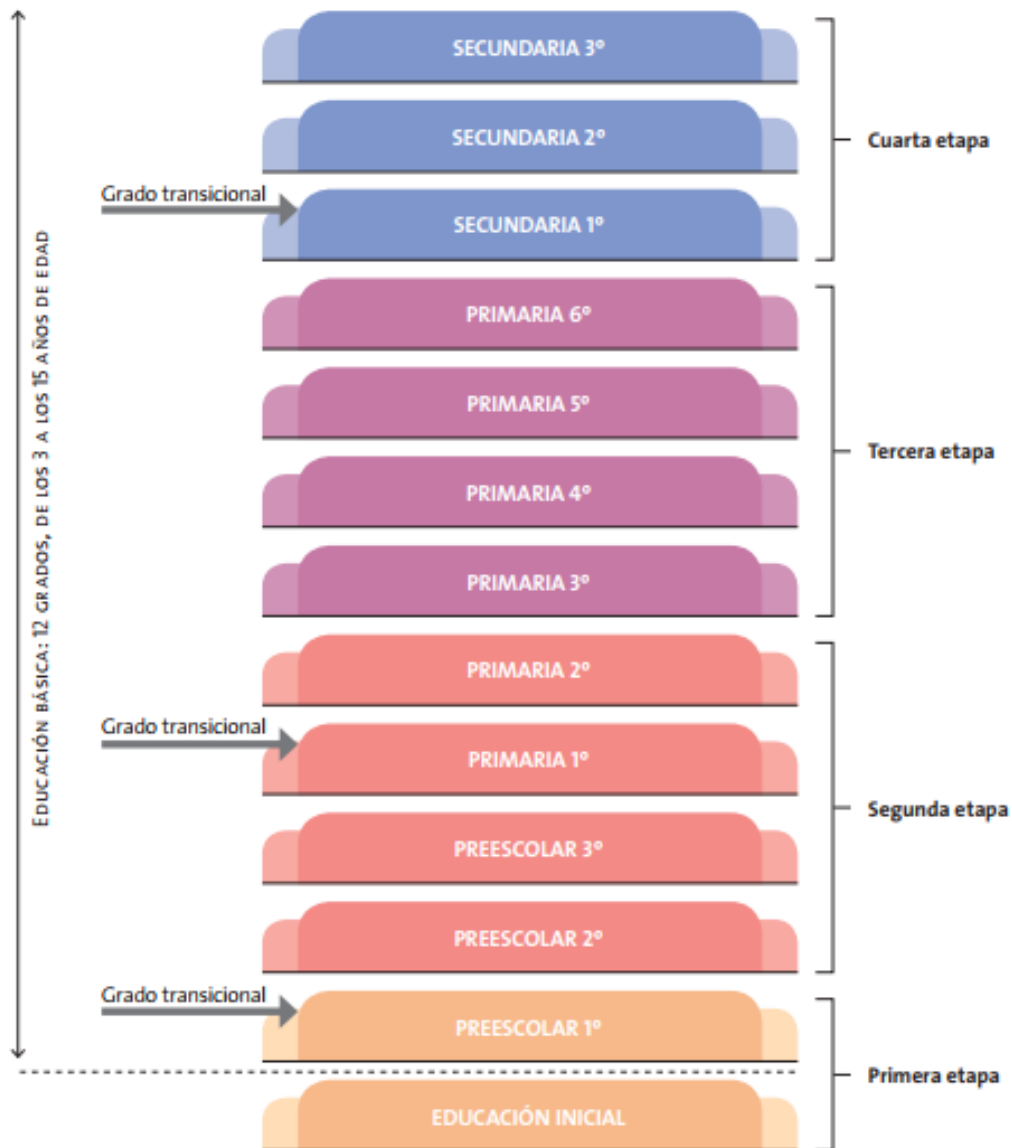 SECUNDARIA 3º
SECUNDARIA 2º
Cuarta etapa
Grado transicional
SECUNDARIA 1º
PRIMARIA 6º
PRIMARIA 5º
Tercera etapa
PRIMARIA 4º
PRIMARIA 3º
PRIMARIA 2º
Grado transicional
PRIMARIA 1º
Segunda etapa
PREESCOLAR 3º
PREESCOLAR 2º
Grado transicional
PREESCOLAR 1º
Primera etapa
EDUCACIÓN INICIAL
EDUCACIÓN BÁSICA: 12 GRADOS, DE LOS 3 A LOS 15 AÑOS DE EDAD